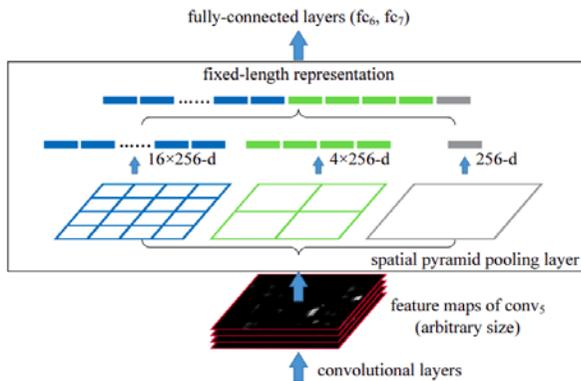 fully-connected layers (fc₆, fc₇)
fixed-length representation
16×256-d
4×256-d
256-d
spatial pyramid pooling layer
feature maps of conv₅
(arbitrary size)
convolutional layers